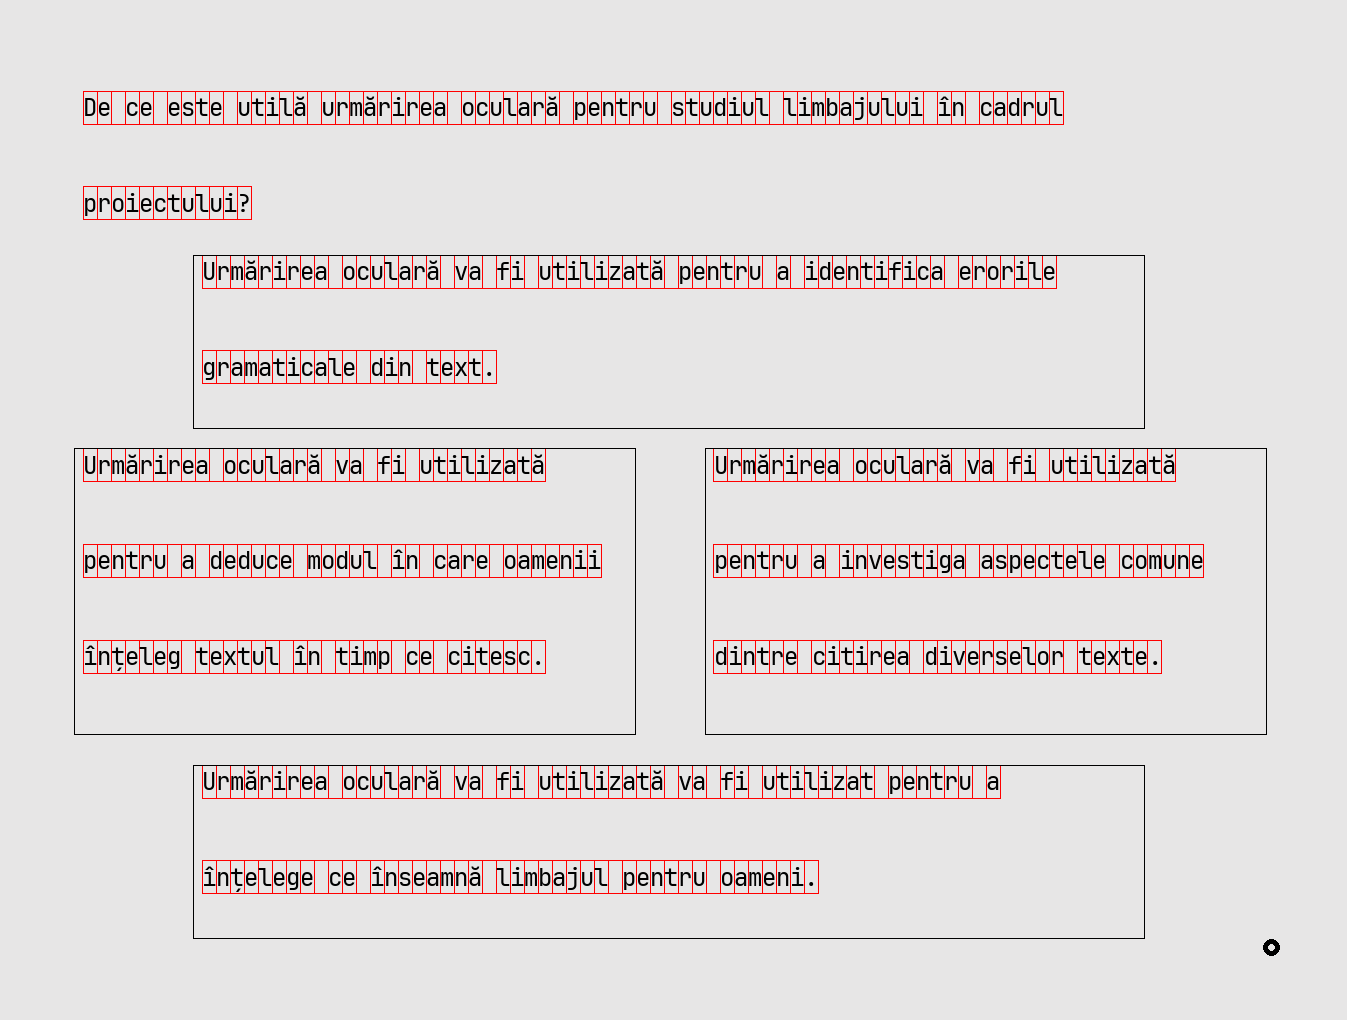 De ce este utilă urmărirea oculară pentru studiul limbajului în cadrul
proiectului?
Urmărirea oculară va fi utilizată pentru a identifica erorile
gramaticale din text.
Urmărirea oculară va fi utilizată
pentru a deduce modul în care oamenii
înțeleg textul în timp ce citesc.
Urmărirea oculară va fi utilizată
pentru a investiga aspectele comune
dintre citirea diverselor texte.
Urmărirea oculară va fi utilizată va fi utilizat pentru a
înțelege ce înseamnă limbajul pentru oameni.